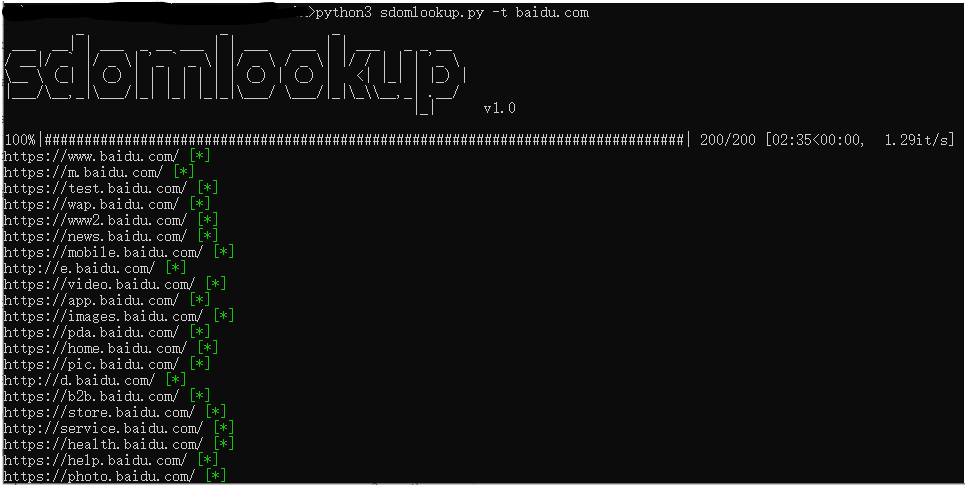 >python3 sdomlookup.py -t baidu.com
sdomlookup
v1.0
100%|################################################################################| 200/200 [02:35<00:00, 1.29it/s]
https://www.baidu.com/ [*]
https://m.baidu.com/ [*]
https://test.baidu.com/ [*]
https://wap.baidu.com/ [*]
https://www2.baidu.com/ [*]
https://news.baidu.com/ [*]
https://mobile.baidu.com/ [*]
http://e.baidu.com/ [*]
https://video.baidu.com/ [*]
https://app.baidu.com/ [*]
https://images.baidu.com/ [*]
https://pda.baidu.com/ [*]
https://home.baidu.com/ [*]
https://pic.baidu.com/ [*]
http://d.baidu.com/ [*]
https://b2b.baidu.com/ [*]
https://store.baidu.com/ [*]
http://service.baidu.com/ [*]
https://health.baidu.com/ [*]
https://help.baidu.com/ [*]
https://photo.baidu.com/ [*]